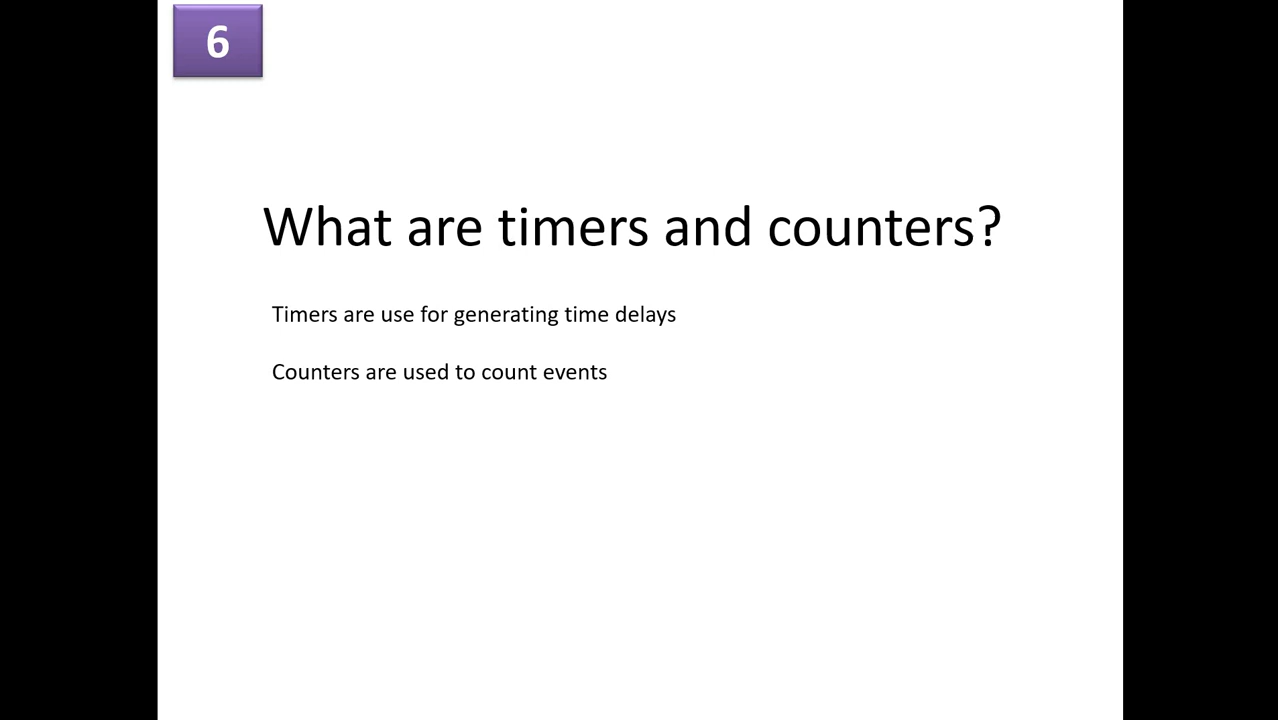 6
What are timers and counters?
Timers are use for generating time delays
Counters are used to count events